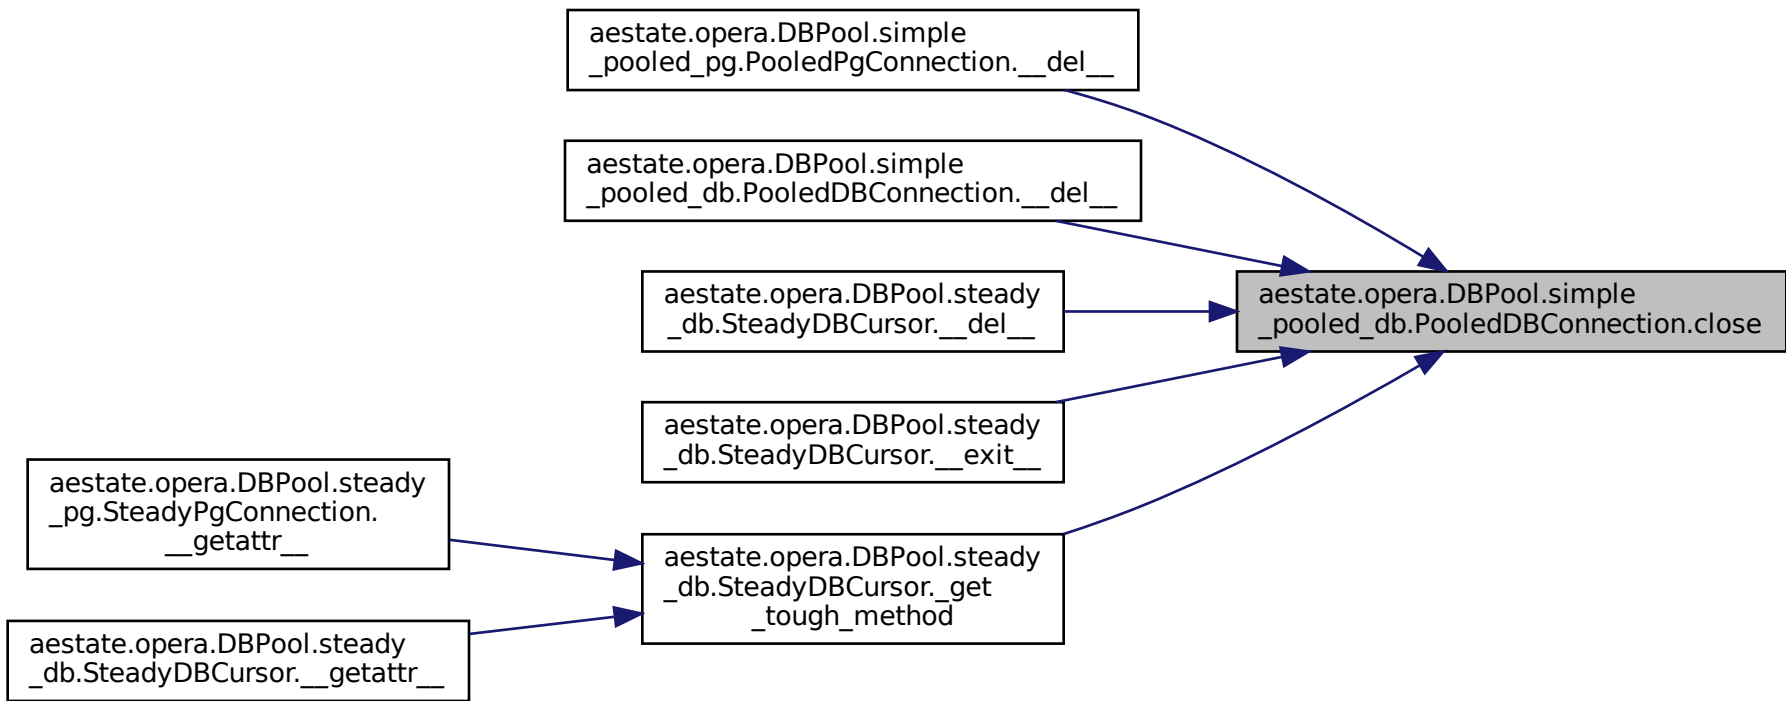 aestate.opera.DBPool.simple
_pooled_pg.PooledPgConnection.__del__
aestate.opera.DBPool.simple
_pooled_db.PooledDBConnection.__del__
aestate.opera.DBPool.steady
_db.SteadyDBCursor.__del__
aestate.opera.DBPool.simple
_pooled_db.PooledDBConnection.close
aestate.opera.DBPool.steady
_db.SteadyDBCursor.__exit__
aestate.opera.DBPool.steady
_pg.SteadyPgConnection.
__getattr__
aestate.opera.DBPool.steady
_db.SteadyDBCursor._get
_tough_method
aestate.opera.DBPool.steady
_db.SteadyDBCursor.__getattr__